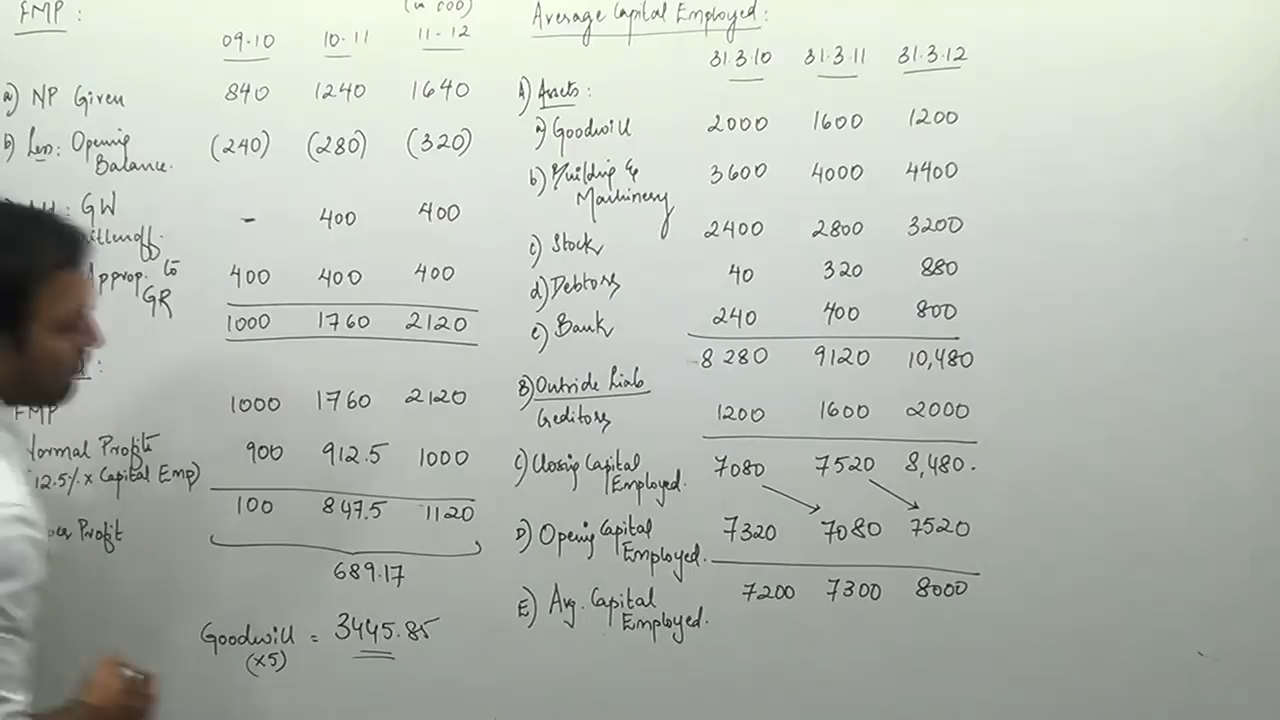 FMP :
(in 000)
09-10 10-11 11-12
a) NP Given 840 1240 1640
b) Less: Opening Balance. (240) (280) (320)
: GW - 400 400
Approp. to GR 400 400 400
1000 1760 2120
:
FMP 1000 1760 2120
Normal Profits 900 912.5 1000
12.5% x Capital Emp)
100 847.5 1120
Profit
689.17
Goodwill = 3445.85
(x5)
Average Capital Employed:
31.3.10 31.3.11 31.3.12
A) Assets:
a) Goodwill 2000 1600 1200
b) Building & Machinery 3600 4000 4400
c) Stock 2400 2800 3200
d) Debtors 40 320 880
e) Bank 240 400 800
8280 9120 10,480
B) Outside Liab
Creditors 1200 1600 2000
C) Closing Capital Employed. 7080 7520 8,480.
D) Opening Capital Employed. 7320 7080 7520
E) Avg. Capital Employed. 7200 7300 8000